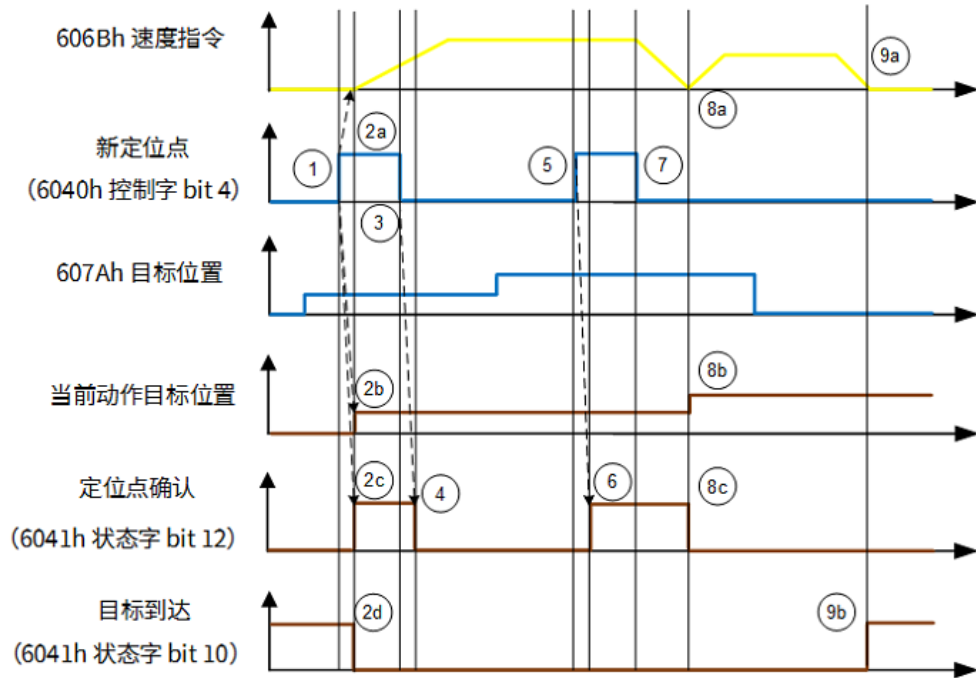 606Bh 速度指令
9a
8a
新定位点
（6040h 控制字 bit 4）
1
2a
3
5
7
607Ah 目标位置
当前动作目标位置
2b
8b
定位点确认
（6041h 状态字 bit 12）
2c
4
6
8c
目标到达
（6041h 状态字 bit 10）
2d
9b